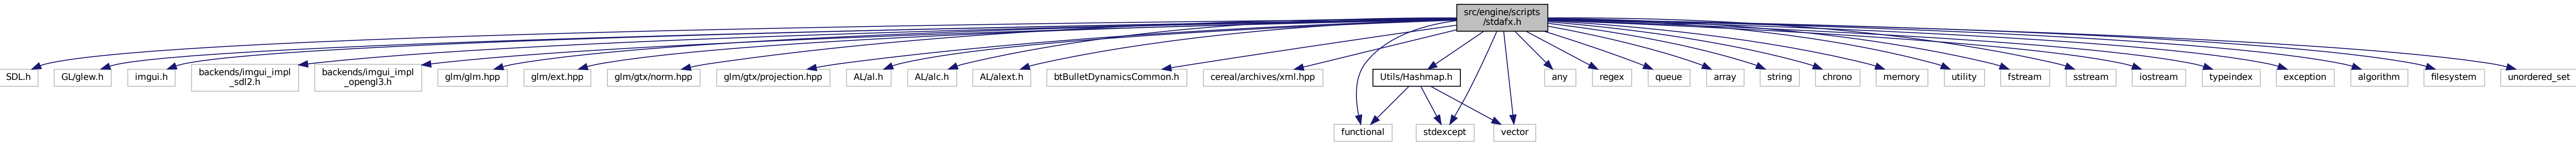 src/engine/scripts
/stdafx.h
SDL.h
GL/glew.h
imgui.h
backends/imgui_impl
_sdl2.h
backends/imgui_impl
_opengl3.h
glm/glm.hpp
glm/ext.hpp
glm/gtx/norm.hpp
glm/gtx/projection.hpp
AL/al.h
AL/alc.h
AL/alext.h
btBulletDynamicsCommon.h
cereal/archives/xml.hpp
Utils/Hashmap.h
any
regex
queue
array
string
chrono
memory
utility
fstream
sstream
iostream
typeindex
exception
algorithm
filesystem
unordered_set
functional
stdexcept
vector